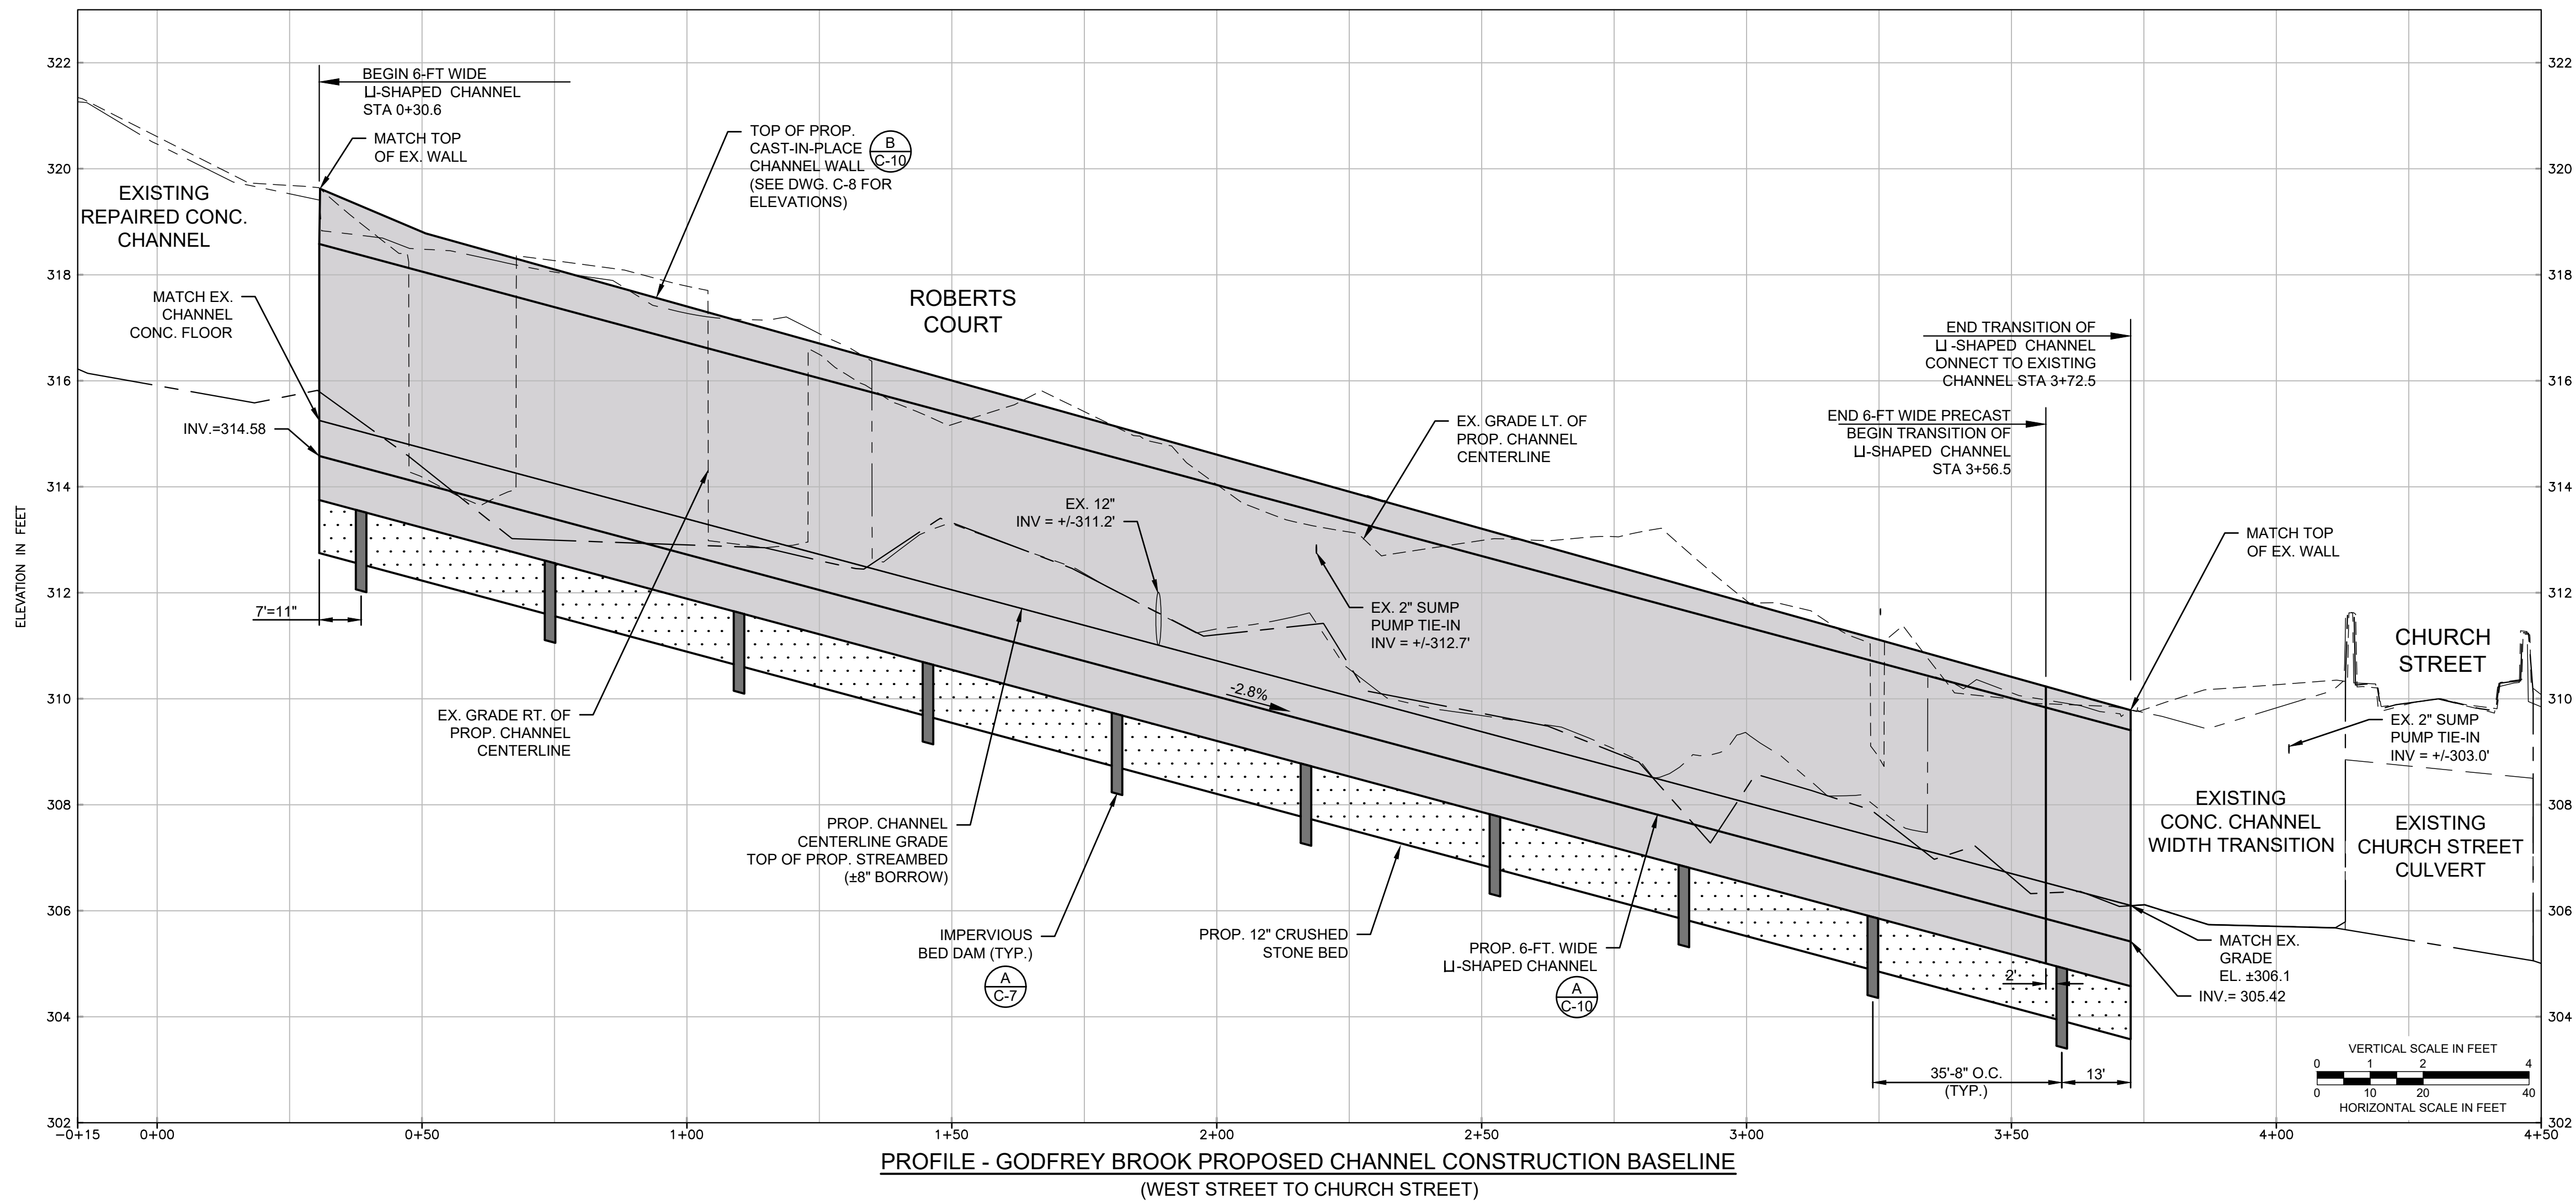 322
320
318
316
314
312
310
308
306
304
302
ELEVATION IN FEET
BEGIN 6-FT WIDE
⊔-SHAPED CHANNEL
STA 0+30.6
MATCH TOP
OF EX. WALL
EXISTING
REPAIRED CONC.
CHANNEL
MATCH EX.
CHANNEL
CONC. FLOOR
INV.=314.58
7'=11"
TOP OF PROP.
CAST-IN-PLACE
CHANNEL WALL
(SEE DWG. C-8 FOR
ELEVATIONS)
B
C-10
ROBERTS
COURT
EX. 12"
INV = +/-311.2'
EX. GRADE LT. OF
PROP. CHANNEL
CENTERLINE
EX. 2" SUMP
PUMP TIE-IN
INV = +/-312.7'
-2.8%
EX. GRADE RT. OF
PROP. CHANNEL
CENTERLINE
PROP. CHANNEL
CENTERLINE GRADE
TOP OF PROP. STREAMBED
(±8" BORROW)
IMPERVIOUS
BED DAM (TYP.)
A
C-7
PROP. 12" CRUSHED
STONE BED
PROP. 6-FT. WIDE
⊔-SHAPED CHANNEL
A
C-10
END TRANSITION OF
⊔-SHAPED CHANNEL
CONNECT TO EXISTING
CHANNEL STA 3+72.5
END 6-FT WIDE PRECAST
BEGIN TRANSITION OF
⊔-SHAPED CHANNEL
STA 3+56.5
MATCH TOP
OF EX. WALL
CHURCH
STREET
EX. 2" SUMP
PUMP TIE-IN
INV = +/-303.0'
EXISTING
CONC. CHANNEL
WIDTH TRANSITION
EXISTING
CHURCH STREET
CULVERT
MATCH EX.
GRADE
EL. ±306.1
INV.= 305.42
2'
35'-8" O.C.
(TYP.)
13'
322
320
318
316
314
312
310
308
306
304
302
VERTICAL SCALE IN FEET
0 1 2 4
0 10 20 40
HORIZONTAL SCALE IN FEET
-0+15 0+00 0+50 1+00 1+50 2+00 2+50 3+00 3+50 4+00 4+50
PROFILE - GODFREY BROOK PROPOSED CHANNEL CONSTRUCTION BASELINE
(WEST STREET TO CHURCH STREET)